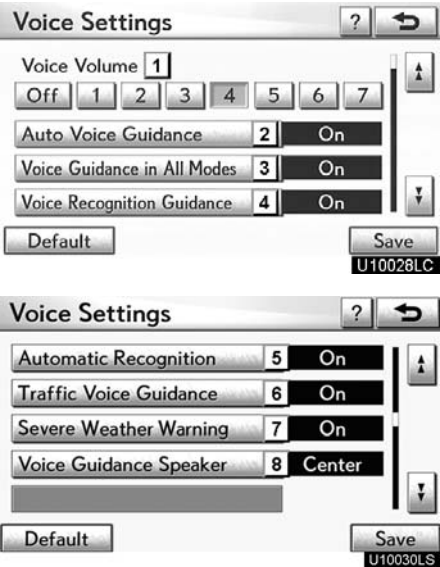 Voice Settings ?
Voice Volume 1
Off 1 2 3 4 5 6 7
Auto Voice Guidance 2 On
Voice Guidance in All Modes 3 On
Voice Recognition Guidance 4 On
Default Save
U10028LC
Voice Settings ?
Automatic Recognition 5 On
Traffic Voice Guidance 6 On
Severe Weather Warning 7 On
Voice Guidance Speaker 8 Center
Default Save
U10030LS